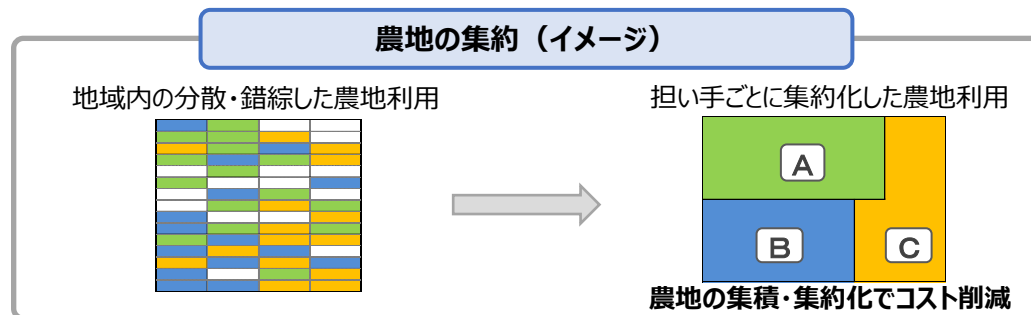 農地の集約（イメージ）
地域内の分散・錯綜した農地利用
担い手ごとに集約化した農地利用
A
B
C
農地の集積・集約化でコスト削減